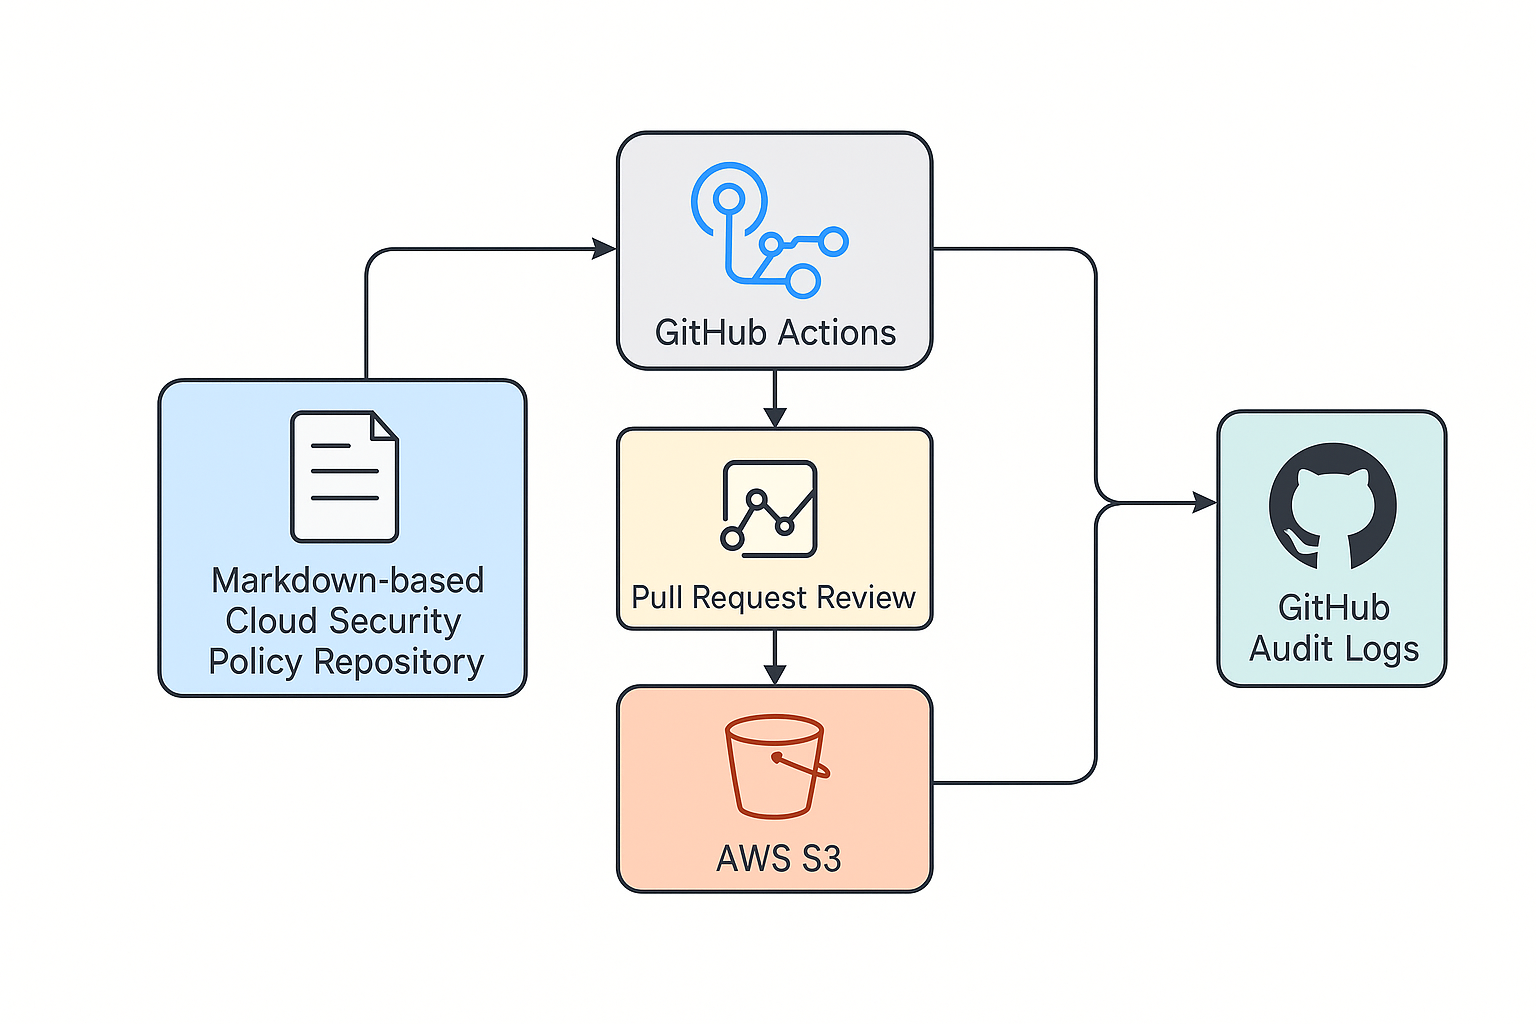 GitHub Actions
Markdown-based
Cloud Security
Policy Repository
Pull Request Review
AWS S3
GitHub
Audit Logs